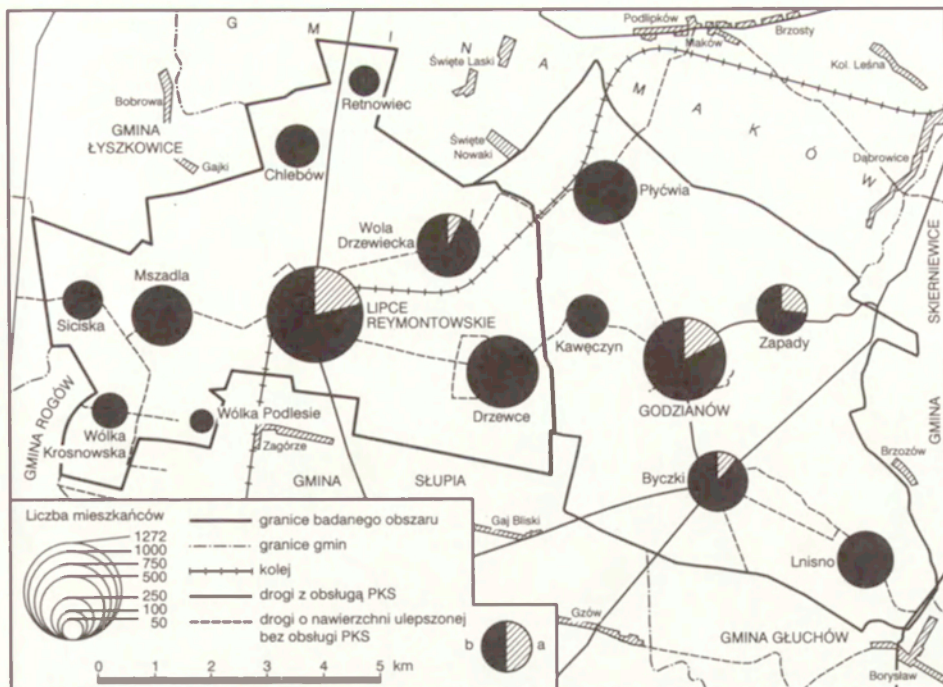 G M I N A M A K Ó W
Podlipków
Brzosty
Maków
Kol. Leśna
Święte Laski
Retnowiec
Bobrowa
GMINA
ŁYSZKOWICE
Gajki
Chlebów
Święte
Nowaki
Dąbrowice
Płyćwia
Wola
Drzewiecka
Mszadla
Siciska
LIPCE
REYMONTOWSKIE
Kawęczyn
Zapady
GMINA SKIERNIEWICE
Drzewce
GODZIANÓW
GMINA ROGÓW
Wólka
Krosnowska
Wólka Podlesie
Zagórze
GMINA SŁUPIA
Byczki
Brzozów
Gaj Bliski
Lnisno
Gzów
GMINA GŁUCHÓW
Borysław
Liczba mieszkańców
1272
1000
750
500
250
100
50
granice badanego obszaru
granice gmin
kolej
drogi z obsługą PKS
drogi o nawierzchni ulepszonej
bez obsługi PKS
b a
0 1 2 3 4 5 km